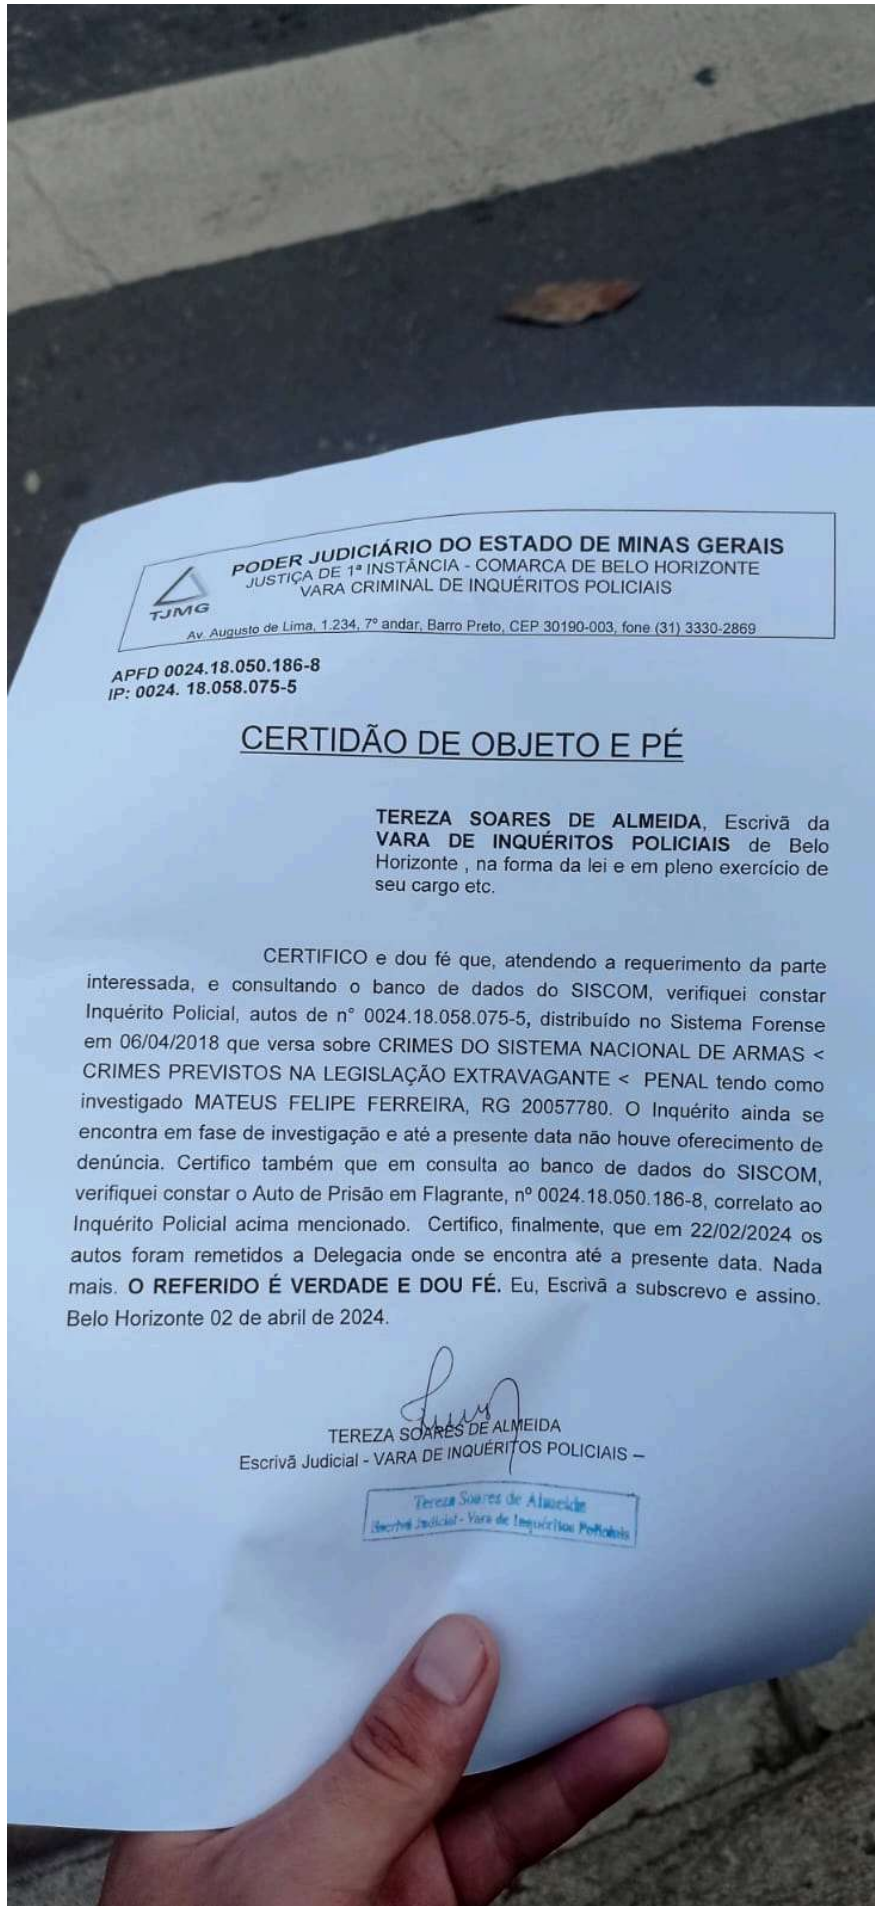 PODER JUDICIÁRIO DO ESTADO DE MINAS GERAIS
JUSTIÇA DE 1ª INSTÂNCIA - COMARCA DE BELO HORIZONTE
VARA CRIMINAL DE INQUÉRITOS POLICIAIS
TJMG
Av. Augusto de Lima, 1.234, 7º andar, Barro Preto, CEP 30190-003, fone (31) 3330-2869
APFD 0024.18.050.186-8
IP: 0024. 18.058.075-5
CERTIDÃO DE OBJETO E PÉ
TEREZA SOARES DE ALMEIDA, Escrivã da
VARA DE INQUÉRITOS POLICIAIS de Belo
Horizonte , na forma da lei e em pleno exercício de
seu cargo etc.
CERTIFICO e dou fé que, atendendo a requerimento da parte
interessada, e consultando o banco de dados do SISCOM, verifiquei constar
Inquérito Policial, autos de n° 0024.18.058.075-5, distribuído no Sistema Forense
em 06/04/2018 que versa sobre CRIMES DO SISTEMA NACIONAL DE ARMAS <
CRIMES PREVISTOS NA LEGISLAÇÃO EXTRAVAGANTE < PENAL tendo como
investigado MATEUS FELIPE FERREIRA, RG 20057780. O Inquérito ainda se
encontra em fase de investigação e até a presente data não houve oferecimento de
denúncia. Certifico também que em consulta ao banco de dados do SISCOM,
verifiquei constar o Auto de Prisão em Flagrante, nº 0024.18.050.186-8, correlato ao
Inquérito Policial acima mencionado. Certifico, finalmente, que em 22/02/2024 os
autos foram remetidos a Delegacia onde se encontra até a presente data. Nada
mais. O REFERIDO É VERDADE E DOU FÉ. Eu, Escrivã a subscrevo e assino.
Belo Horizonte 02 de abril de 2024.
TEREZA SOARES DE ALMEIDA
Escrivã Judicial - VARA DE INQUÉRITOS POLICIAIS –
Tereza Soares de Almeida
Escrivã Judicial - Vara de Inquéritos Policiais